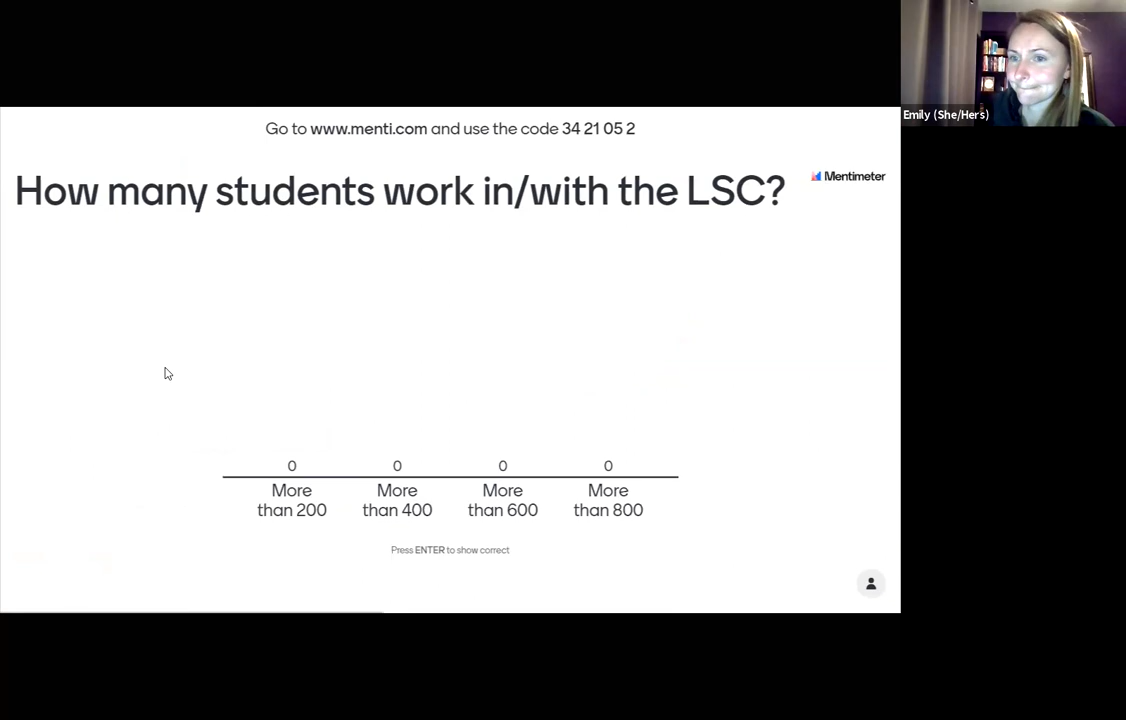 Go to www.menti.com and use the code 34 21 05 2
How many students work in/with the LSC?
Mentimeter
Emily (She/Hers)
0 0 0 0
More More More More
than 200 than 400 than 600 than 800
Press ENTER to show correct